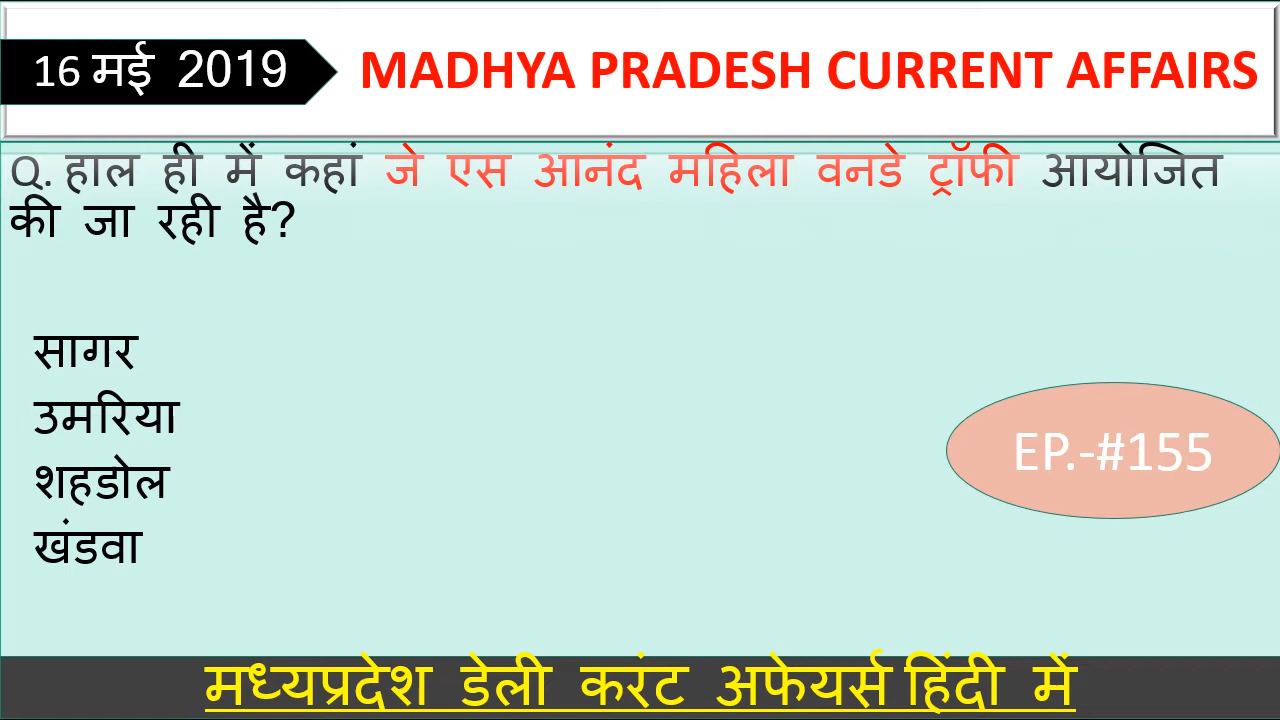 16 मई 2019
MADHYA PRADESH CURRENT AFFAIRS
Q. हाल ही में कहां जे एस आनंद महिला वनडे ट्रॉफी आयोजित
की जा रही है?
सागर
उमरिया
शहडोल
खंडवा
EP.-#155
मध्यप्रदेश डेली करंट अफेयर्स हिंदी में